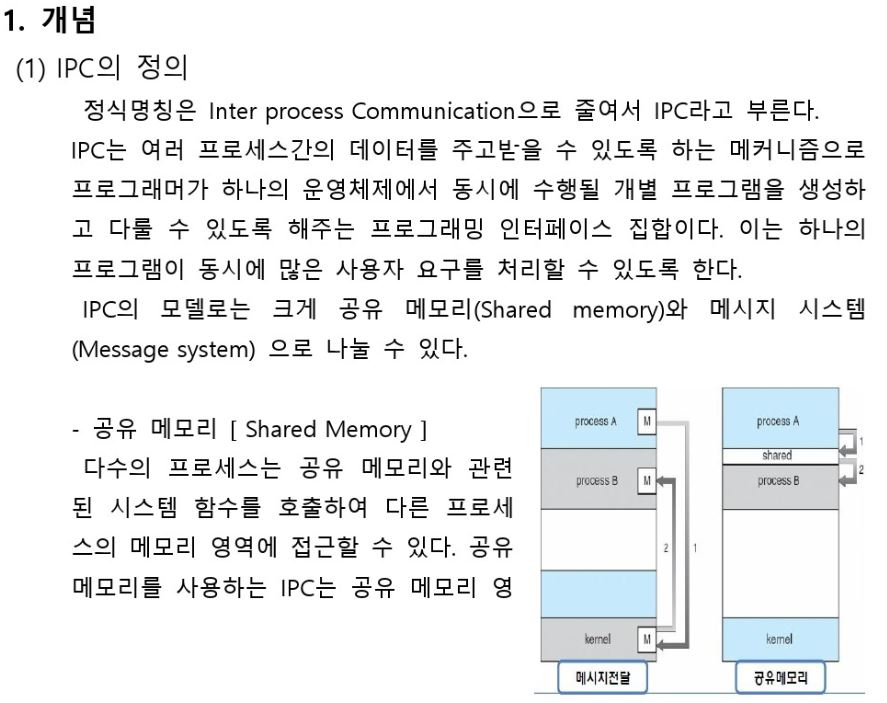 1. 개념
(1) IPC의 정의
정식명칭은 Inter process Communication으로 줄여서 IPC라고 부른다.
IPC는 여러 프로세스간의 데이터를 주고받을 수 있도록 하는 메커니즘으로
프로그래머가 하나의 운영체제에서 동시에 수행될 개별 프로그램을 생성하
고 다룰 수 있도록 해주는 프로그래밍 인터페이스 집합이다. 이는 하나의
프로그램이 동시에 많은 사용자 요구를 처리할 수 있도록 한다.
IPC의 모델로는 크게 공유 메모리(Shared memory)와 메시지 시스템
(Message system) 으로 나눌 수 있다.
- 공유 메모리 [ Shared Memory ]
다수의 프로세스는 공유 메모리와 관련
된 시스템 함수를 호출하여 다른 프로세
스의 메모리 영역에 접근할 수 있다. 공유
메모리를 사용하는 IPC는 공유 메모리 영
process A M
process B M
2 1
kernel M
메시지전달
process A
1
shared
2
process B
kernel
공유메모리